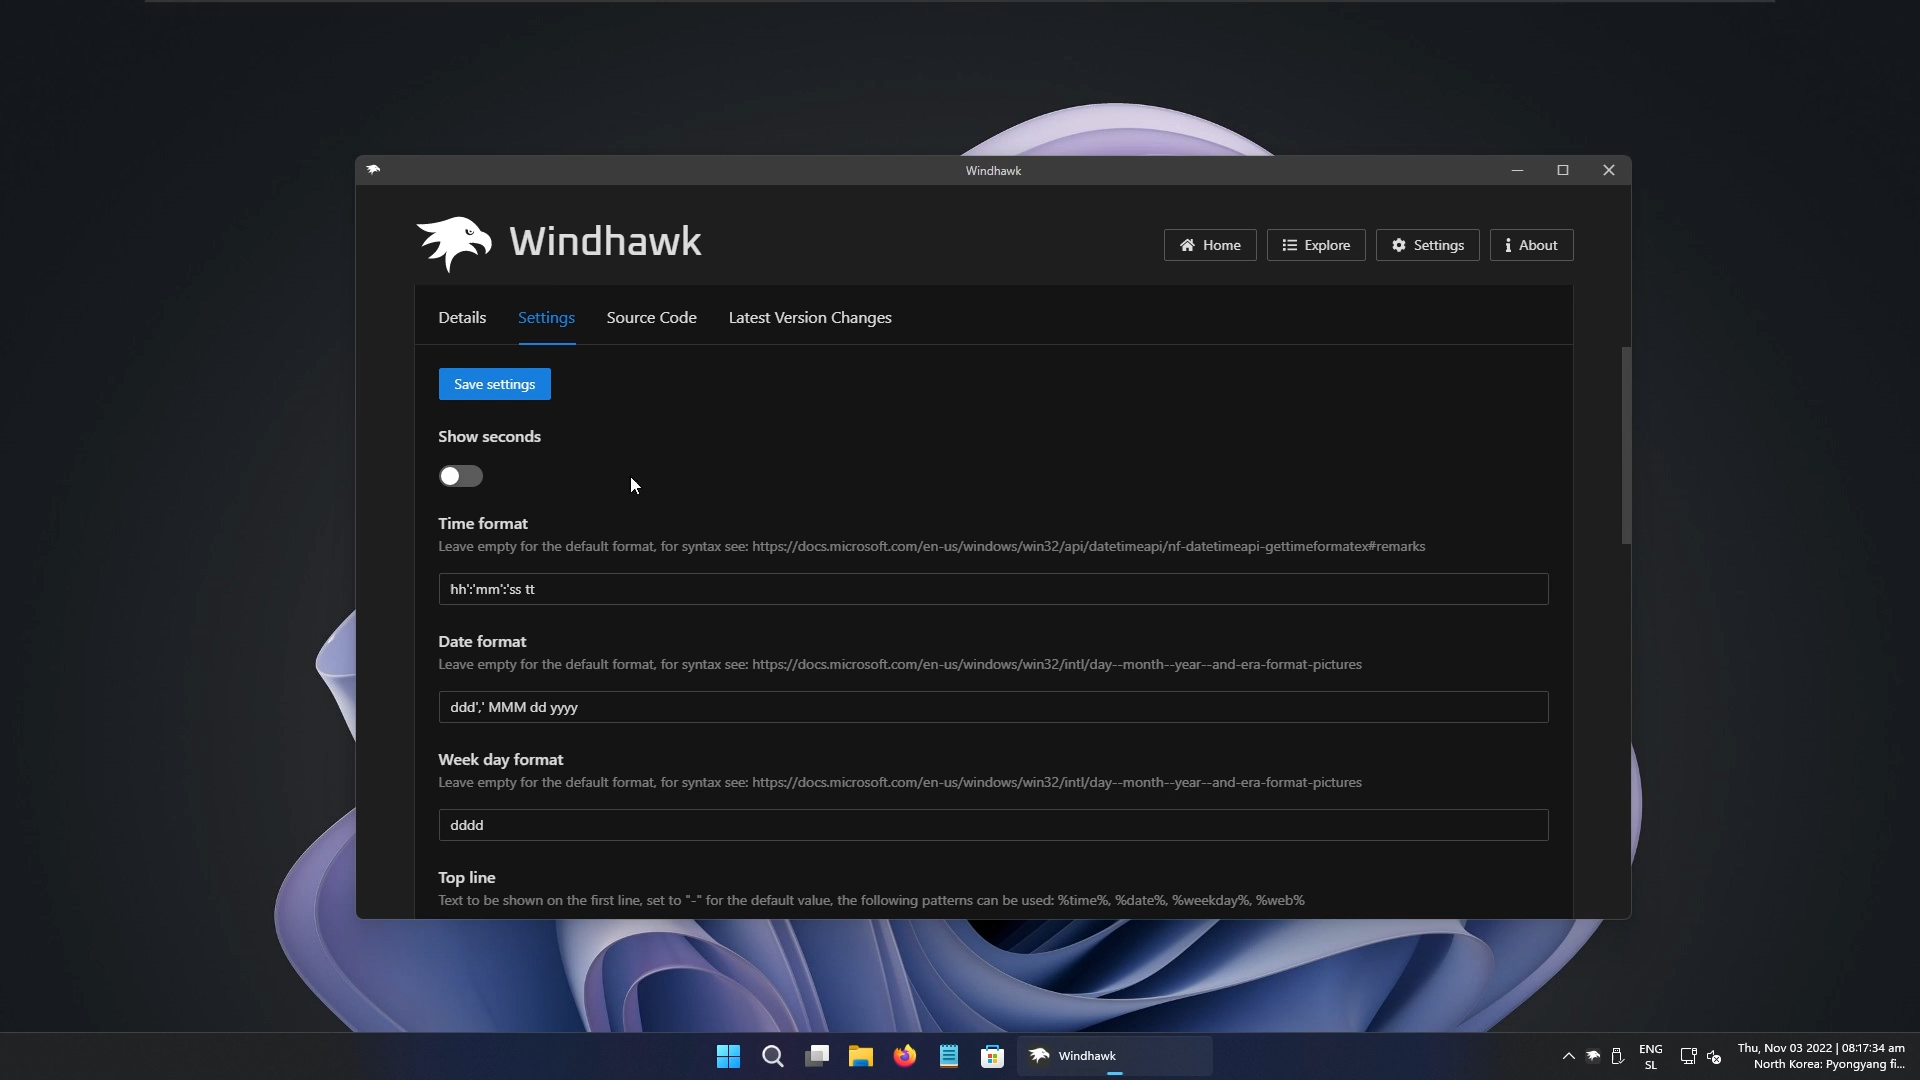 Windhawk
Windhawk
Home
Explore
Settings
About
Details
Settings
Source Code
Latest Version Changes
Save settings
Show seconds
Time format
Leave empty for the default format, for syntax see: https://docs.microsoft.com/en-us/windows/win32/api/datetimeapi/nf-datetimeapi-gettimeformatex#remarks
hh':'mm':'ss tt
Date format
Leave empty for the default format, for syntax see: https://docs.microsoft.com/en-us/windows/win32/intl/day--month--year--and-era-format-pictures
ddd',' MMM dd yyyy
Week day format
Leave empty for the default format, for syntax see: https://docs.microsoft.com/en-us/windows/win32/intl/day--month--year--and-era-format-pictures
dddd
Top line
Text to be shown on the first line, set to "-" for the default value, the following patterns can be used: %time%, %date%, %weekday%, %web%
Windhawk
ENG
SL
Thu, Nov 03 2022 | 08:17:34 am
North Korea: Pyongyang fi...